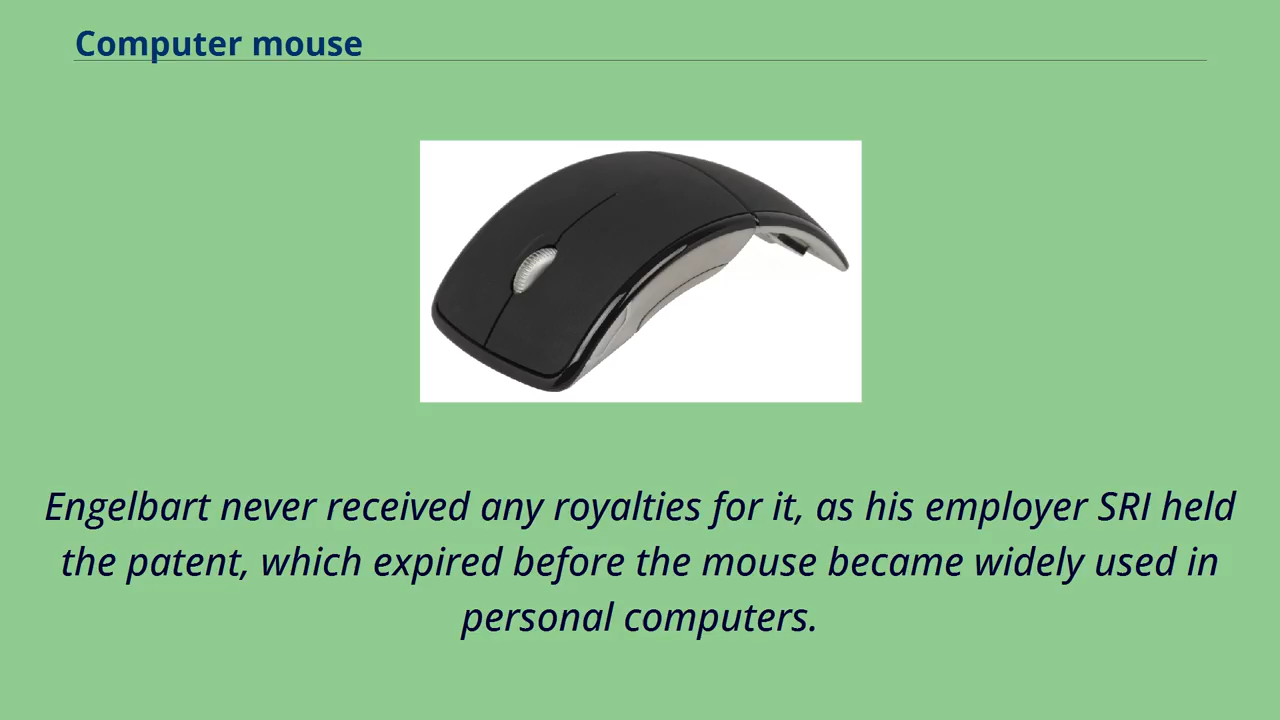 Computer mouse
Engelbart never received any royalties for it, as his employer SRI held
the patent, which expired before the mouse became widely used in
personal computers.